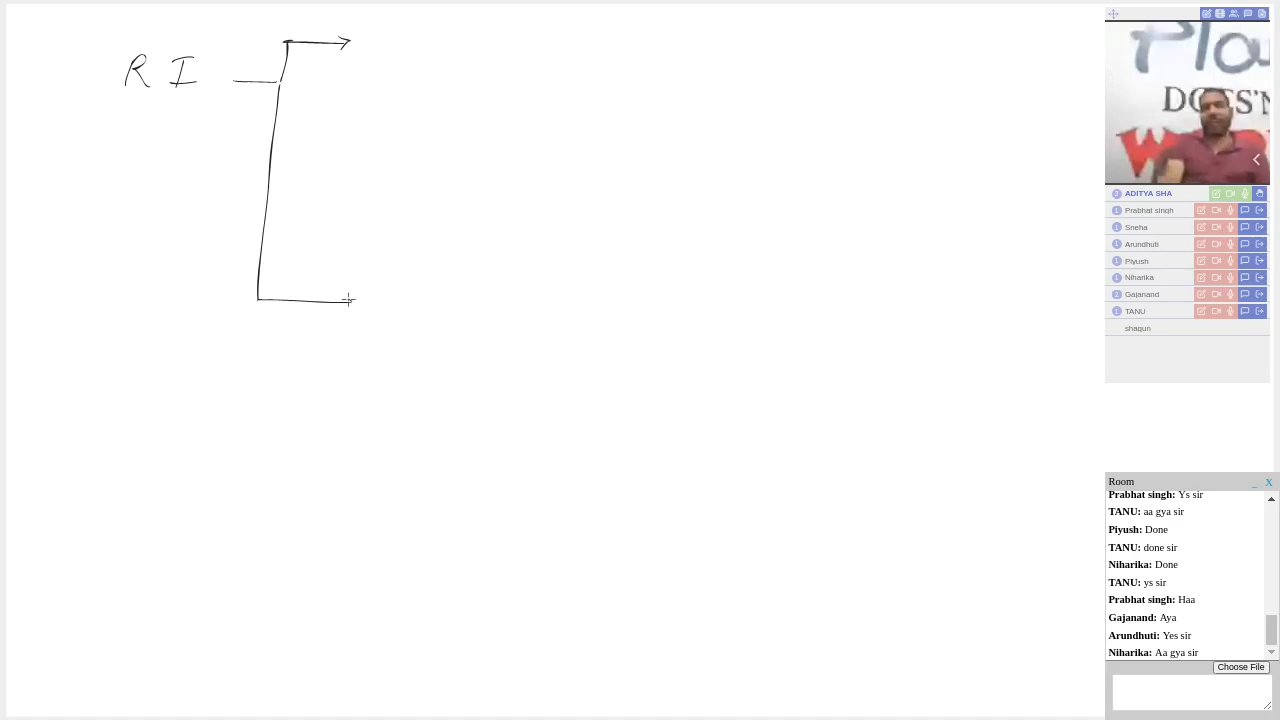 R I
Pla
DOES'N
W
ADITYA SHA
Prabhat singh
Sneha
Arundhuti
Piyush
Niharika
Gajanand
TANU
shagun
Room
_ X
Prabhat singh: Ys sir
TANU: aa gya sir
Piyush: Done
TANU: done sir
Niharika: Done
TANU: ys sir
Prabhat singh: Haa
Gajanand: Aya
Arundhuti: Yes sir
Niharika: Aa gya sir
Choose File